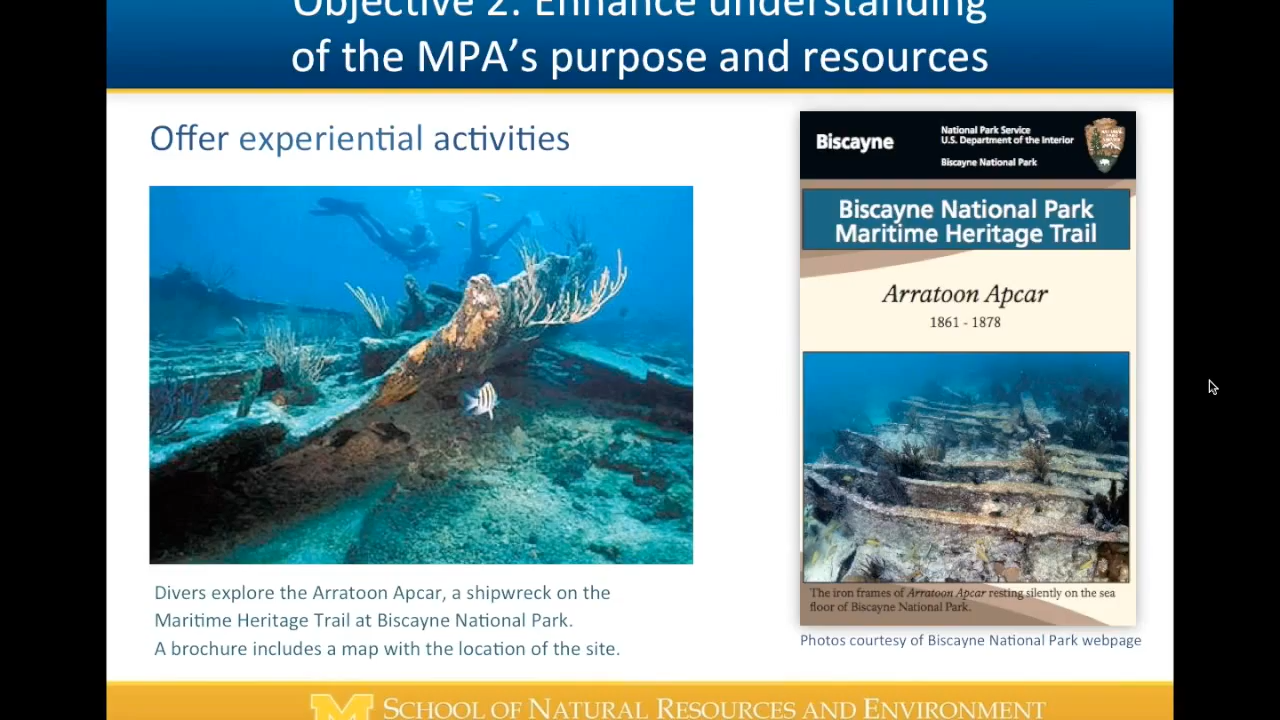 Objective 2: Enhance understanding
of the MPA's purpose and resources
Offer experiential activities
Divers explore the Arratoon Apcar, a shipwreck on the
Maritime Heritage Trail at Biscayne National Park.
A brochure includes a map with the location of the site.
Biscayne
National Park Service
U.S. Department of the Interior
Biscayne National Park
Biscayne National Park
Maritime Heritage Trail
Arratoon Apcar
1861 - 1878
The iron frames of Arratoon Apcar resting silently on the sea
floor of Biscayne National Park.
Photos courtesy of Biscayne National Park webpage
M SCHOOL OF NATURAL RESOURCES AND ENVIRONMENT